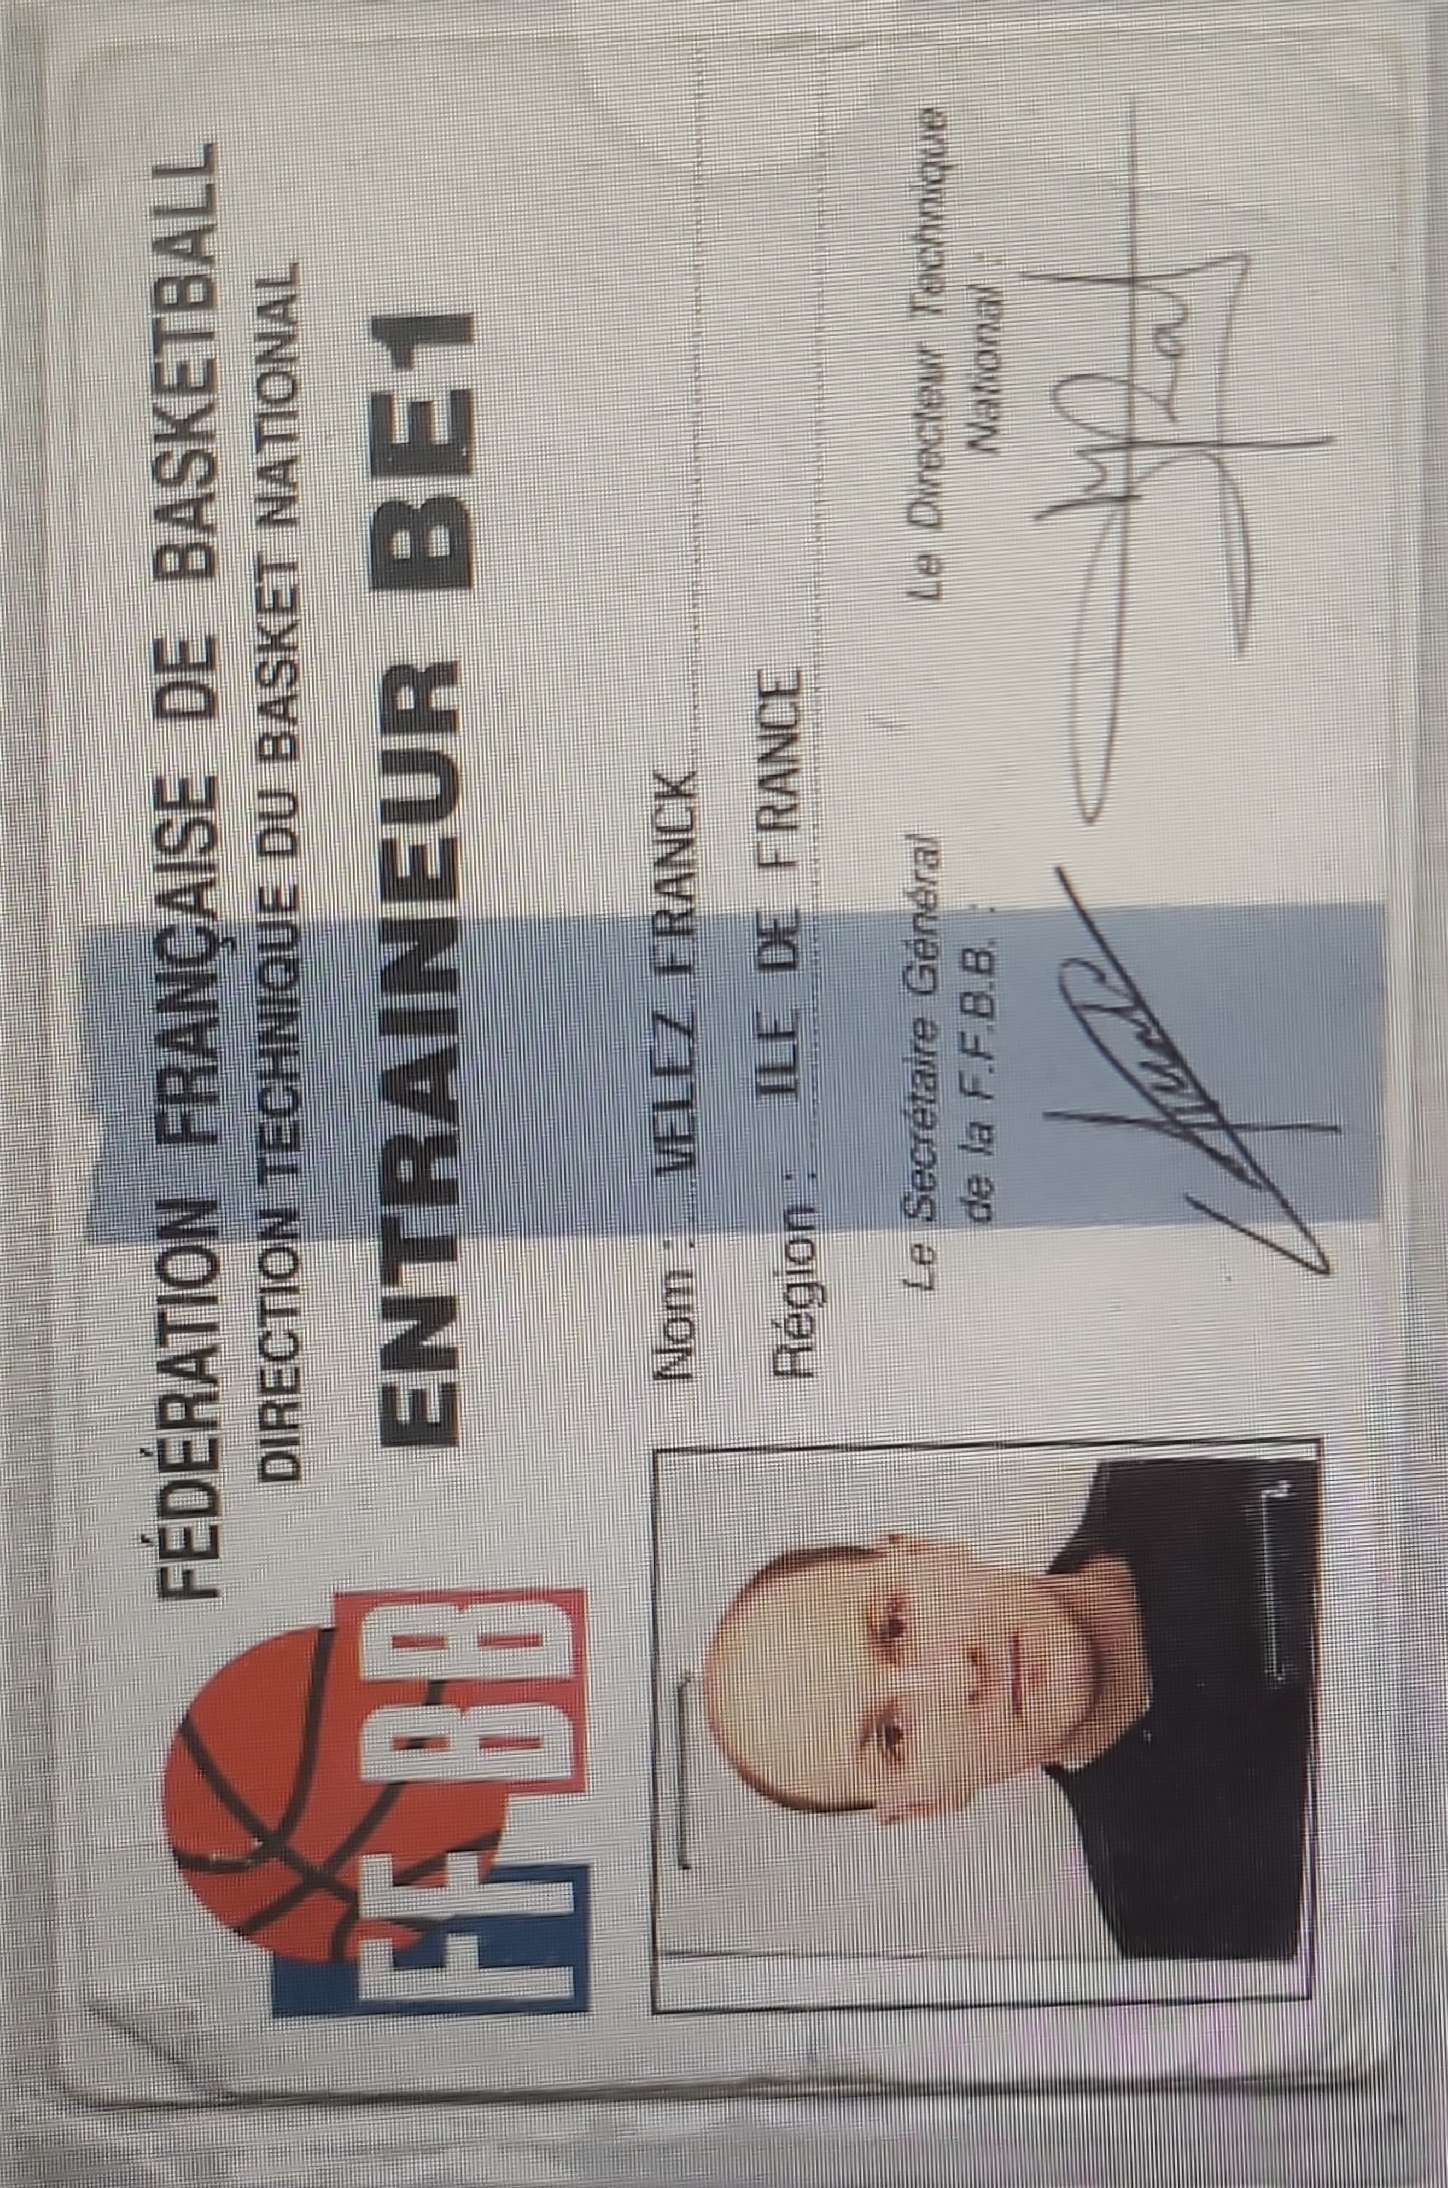 FÉDÉRATION FRANÇAISE DE BASKETBALL
DIRECTION TECHNIQUE DU BASKET NATIONAL
ENTRAINEUR BE1
FFBB
Nom : VELEZ FRANCK
Région : ILE DE FRANCE
Le Secrétaire Général
de la F.F.B.B. :
Le Directeur Technique
National :